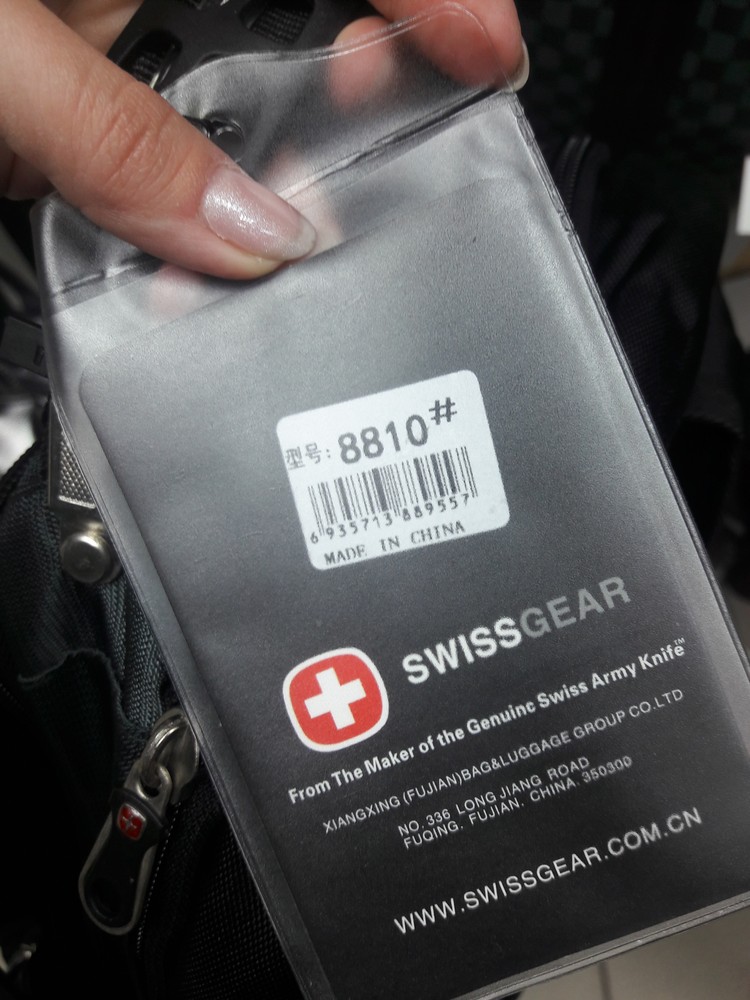 型号: 8810#
6 935713 889557
MADE IN CHINA
SWISSGEAR
From The Maker of the Genuinc Swiss Army Knife™
XIANGXING (FUJIAN)BAG&LUGGAGE GROUP CO.LTD
NO.336 LONG JIANG ROAD
FUQING. FUJIAN. CHINA. 350300
WWW.SWISSGEAR.COM.CN